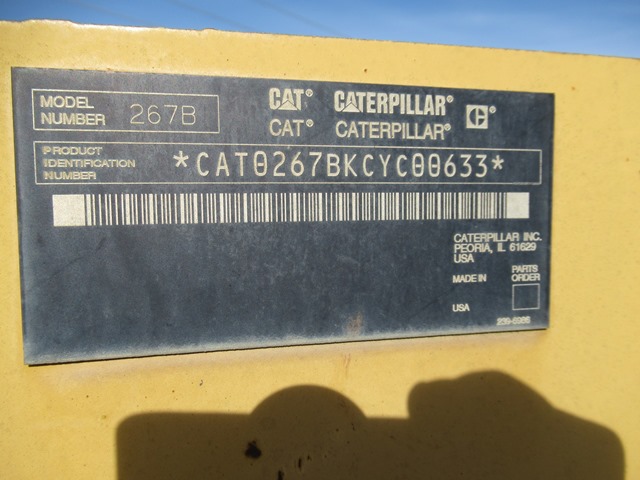 MODEL NUMBER 267B
CAT® CATERPILLAR® C®
CAT® CATERPILLAR®
PRODUCT IDENTIFICATION NUMBER *CAT0267BKCYC00633*
CATERPILLAR INC.
PEORIA, IL 61629
USA
MADE IN
PARTS ORDER
USA